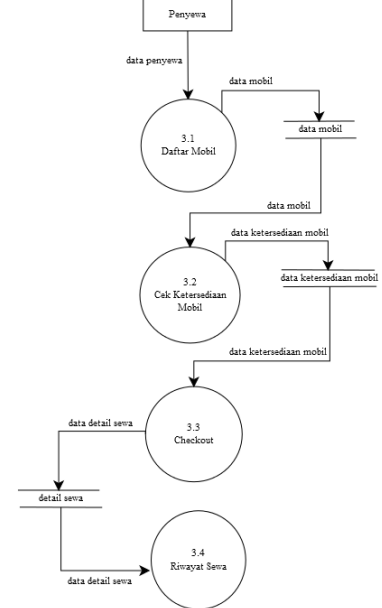 Penyewa
data penyewa
data mobil
3.1
Daftar Mobil
data mobil
data mobil
data ketersediaan mobil
3.2
Cek Ketersediaan
Mobil
data ketersediaan mobil
data ketersediaan mobil
3.3
Checkout
data detail sewa
detail sewa
3.4
Riwayat Sewa
data detail sewa